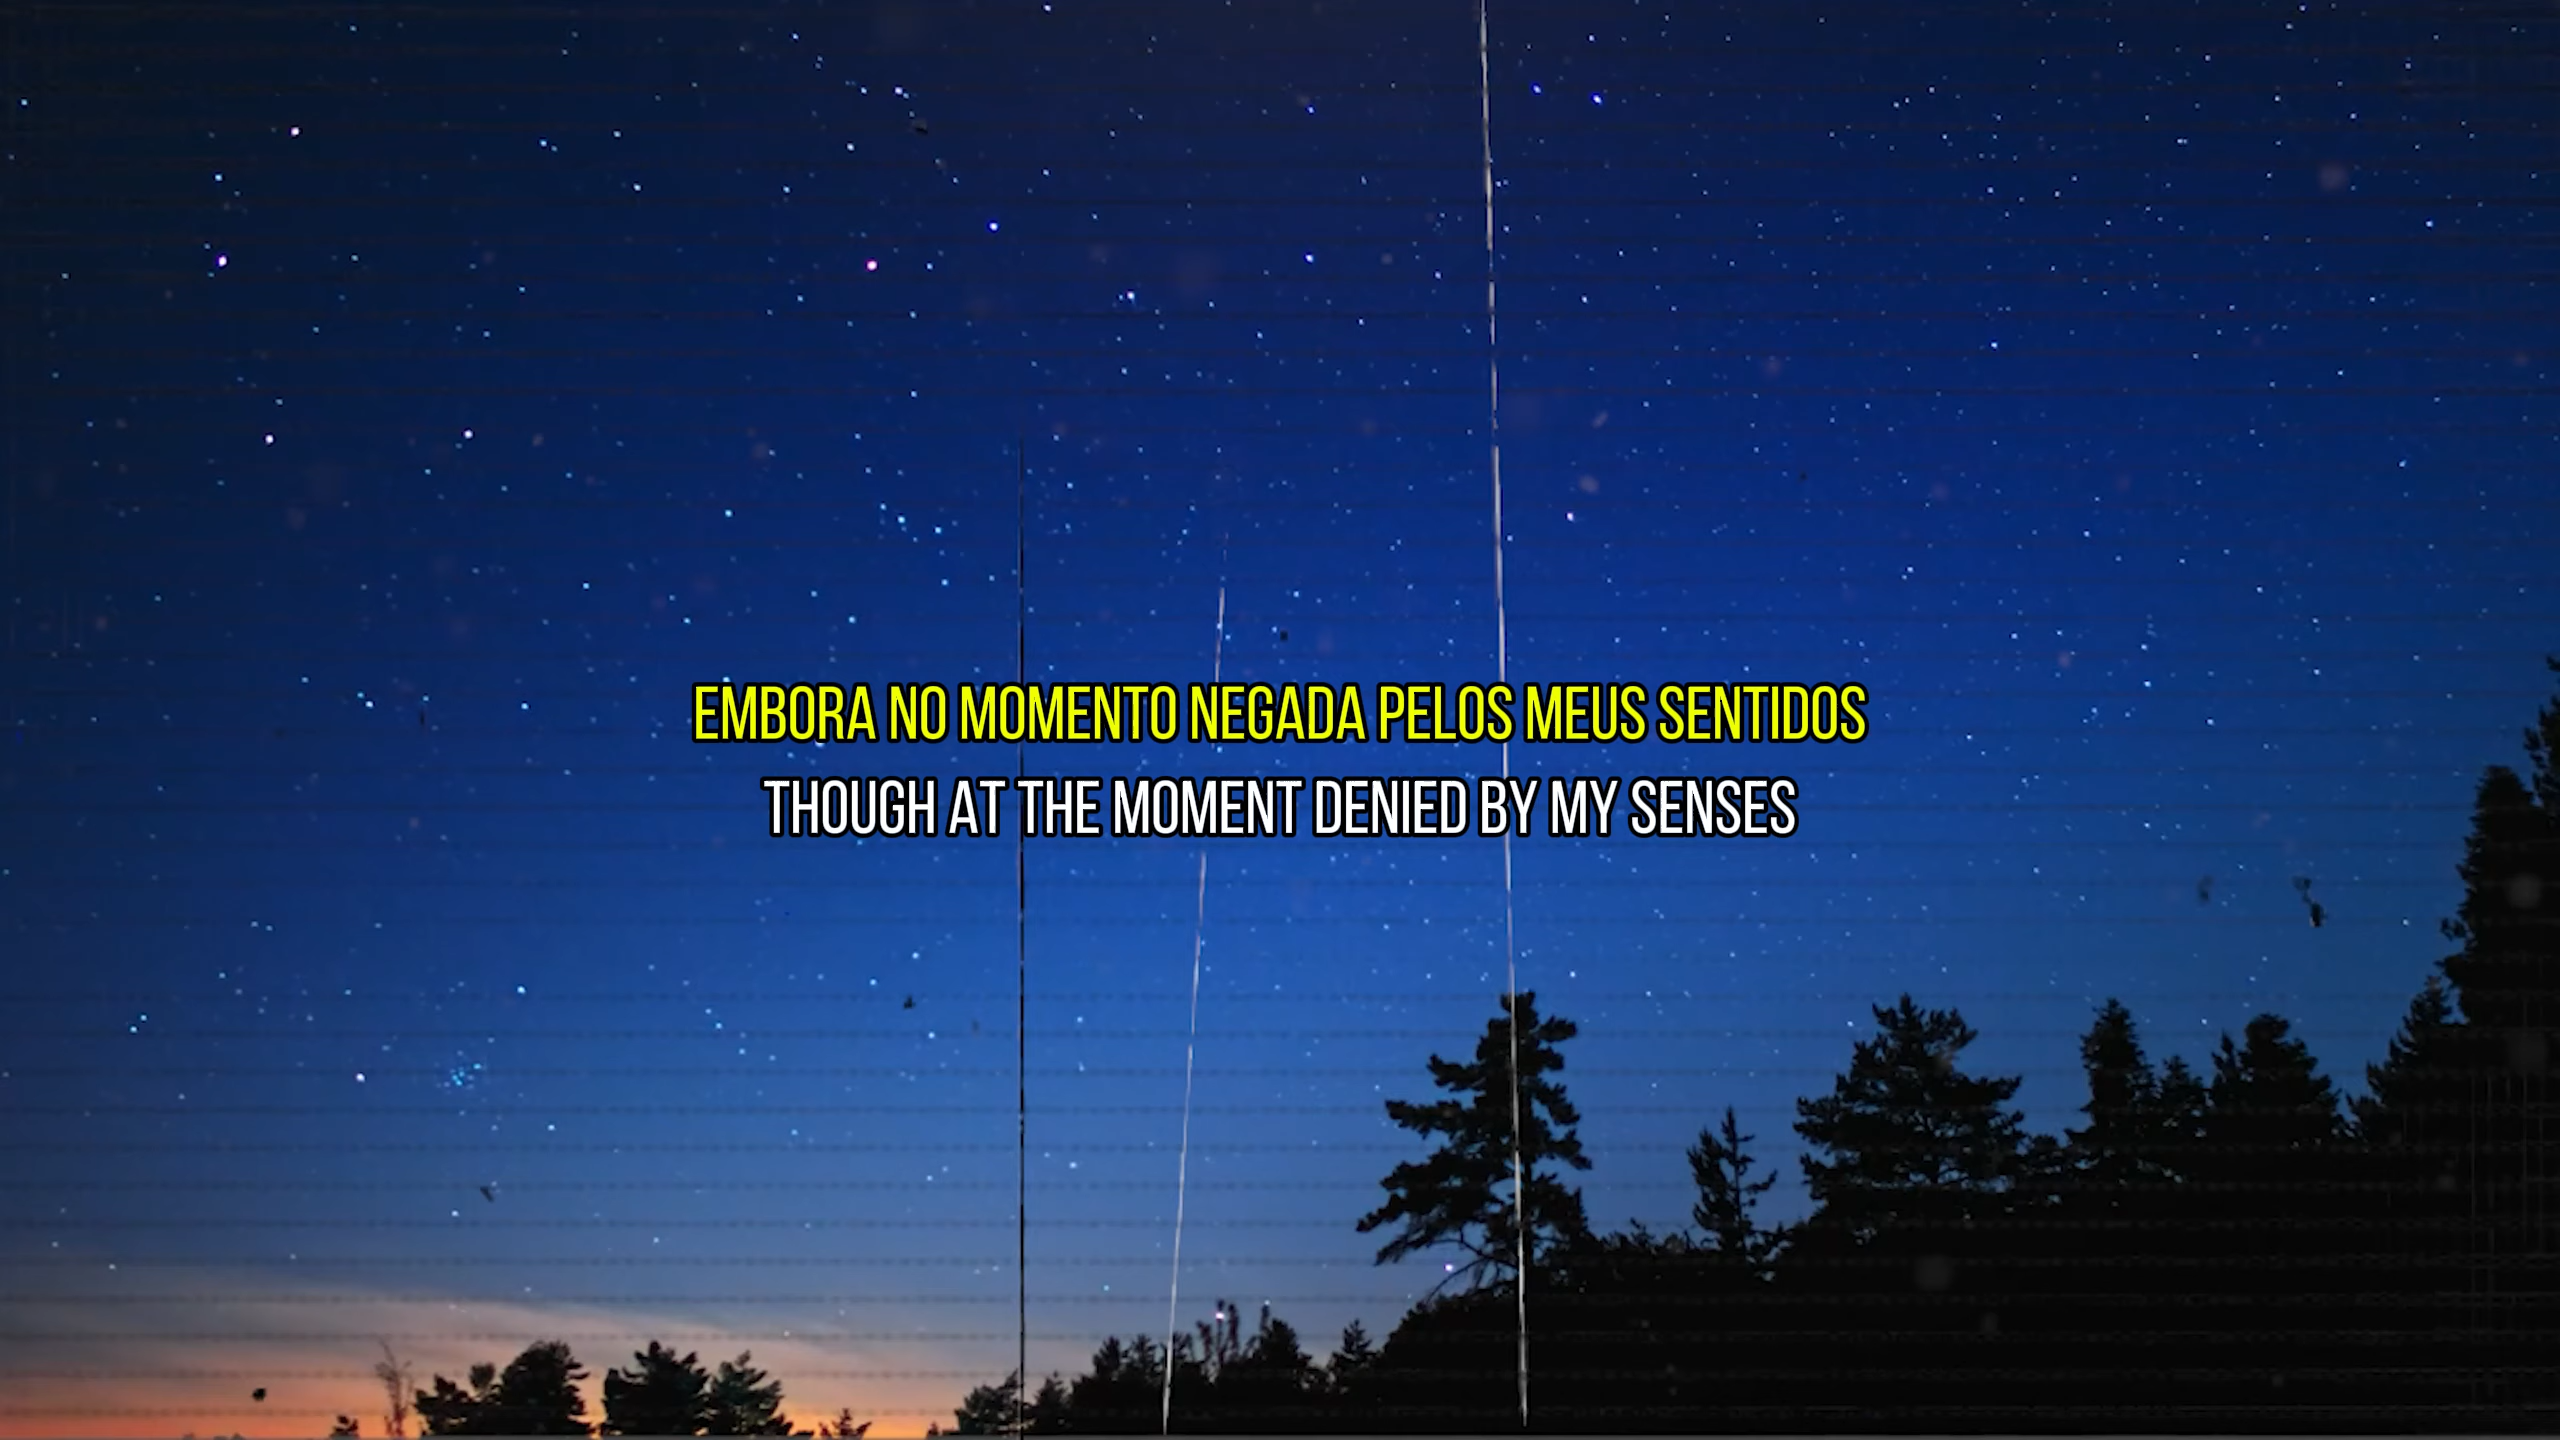 EMBORA NO MOMENTO NEGADA PELOS MEUS SENTIDOS
THOUGH AT THE MOMENT DENIED BY MY SENSES